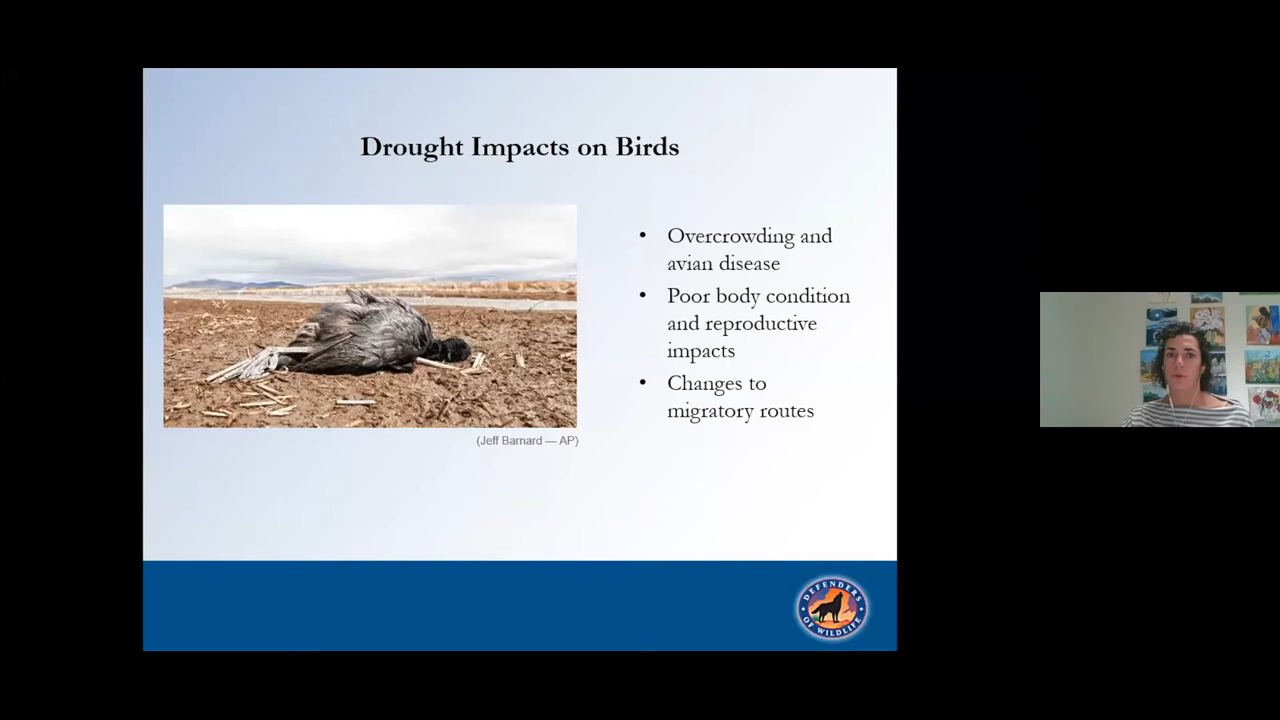 Drought Impacts on Birds
• Overcrowding and
avian disease
• Poor body condition
and reproductive
impacts
• Changes to
migratory routes
(Jeff Barnard — AP)
DEFENDERS
OF WILDLIFE